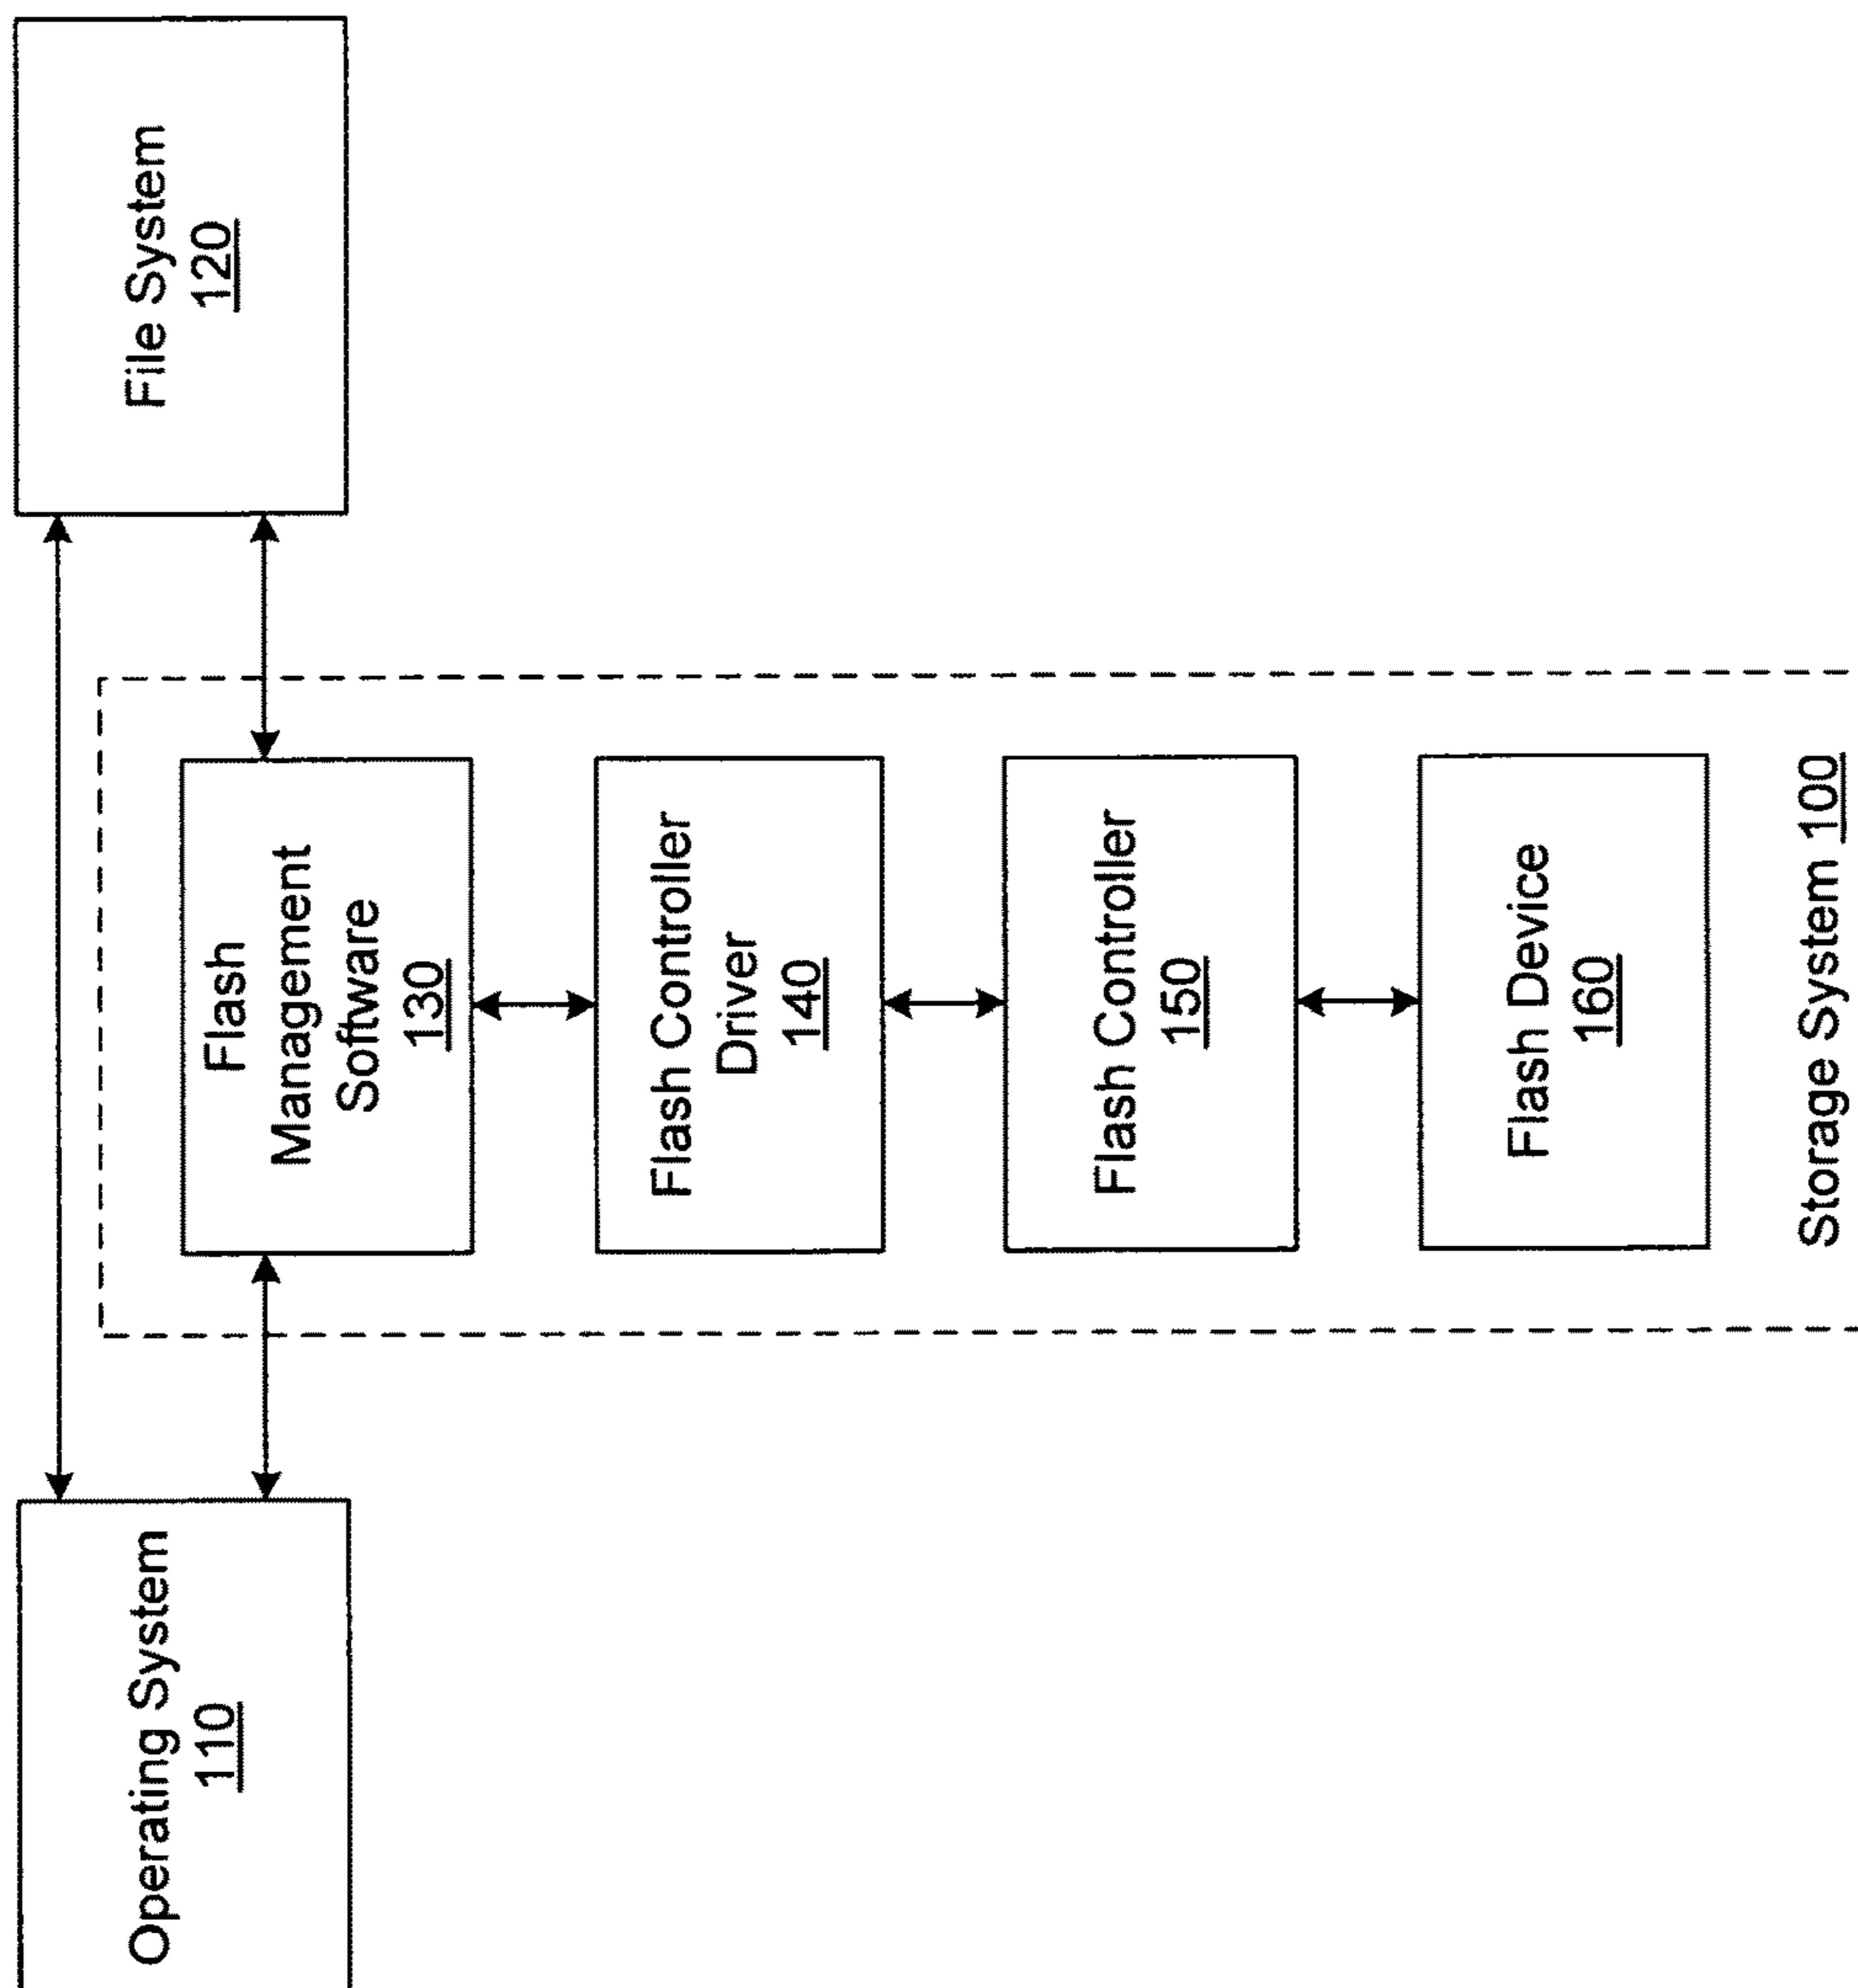 Operating System
110
File System
120
Flash
Management
Software
130
Flash Controller
Driver
140
Flash Controller
150
Flash Device
160
Storage System 100